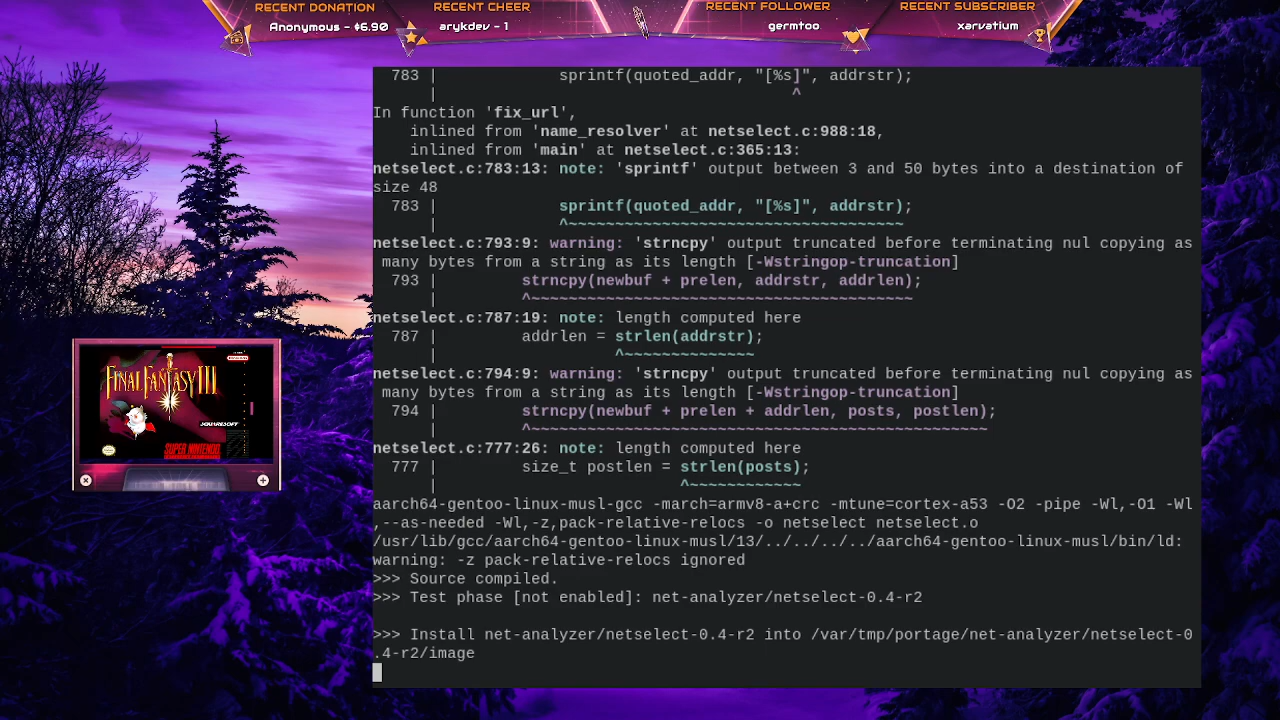 RECENT DONATION
Anonymous - $6.90
RECENT CHEER
arykdev - 1
RECENT FOLLOWER
germtoo
RECENT SUBSCRIBER
xarvatium
783 |             sprintf(quoted_addr, "[%s]", addrstr);
    |                                      ^
In function 'fix_url',
    inlined from 'name_resolver' at netselect.c:988:18,
    inlined from 'main' at netselect.c:365:13:
netselect.c:783:13: note: 'sprintf' output between 3 and 50 bytes into a destination of
size 48
  783 |             sprintf(quoted_addr, "[%s]", addrstr);
      |             ^~~~~~~~~~~~~~~~~~~~~~~~~~~~~~~~~~~~~
netselect.c:793:9: warning: 'strncpy' output truncated before terminating nul copying as
 many bytes from a string as its length [-Wstringop-truncation]
  793 |         strncpy(newbuf + prelen, addrstr, addrlen);
      |         ^~~~~~~~~~~~~~~~~~~~~~~~~~~~~~~~~~~~~~~~~~
netselect.c:787:19: note: length computed here
  787 |         addrlen = strlen(addrstr);
      |                   ^~~~~~~~~~~~~~~
netselect.c:794:9: warning: 'strncpy' output truncated before terminating nul copying as
 many bytes from a string as its length [-Wstringop-truncation]
  794 |         strncpy(newbuf + prelen + addrlen, posts, postlen);
      |         ^~~~~~~~~~~~~~~~~~~~~~~~~~~~~~~~~~~~~~~~~~~~~~~~~~
netselect.c:777:26: note: length computed here
  777 |         size_t postlen = strlen(posts);
      |                          ^~~~~~~~~~~~~
aarch64-gentoo-linux-musl-gcc -march=armv8-a+crc -mtune=cortex-a53 -O2 -pipe -Wl,-O1 -Wl
,--as-needed -Wl,-z,pack-relative-relocs -o netselect netselect.o
/usr/lib/gcc/aarch64-gentoo-linux-musl/13/../../../../aarch64-gentoo-linux-musl/bin/ld:
warning: -z pack-relative-relocs ignored
>>> Source compiled.
>>> Test phase [not enabled]: net-analyzer/netselect-0.4-r2
>>> Install net-analyzer/netselect-0.4-r2 into /var/tmp/portage/net-analyzer/netselect-0
.4-r2/image
FINAL FANTASY III
SQUARESOFT
SUPER NINTENDO